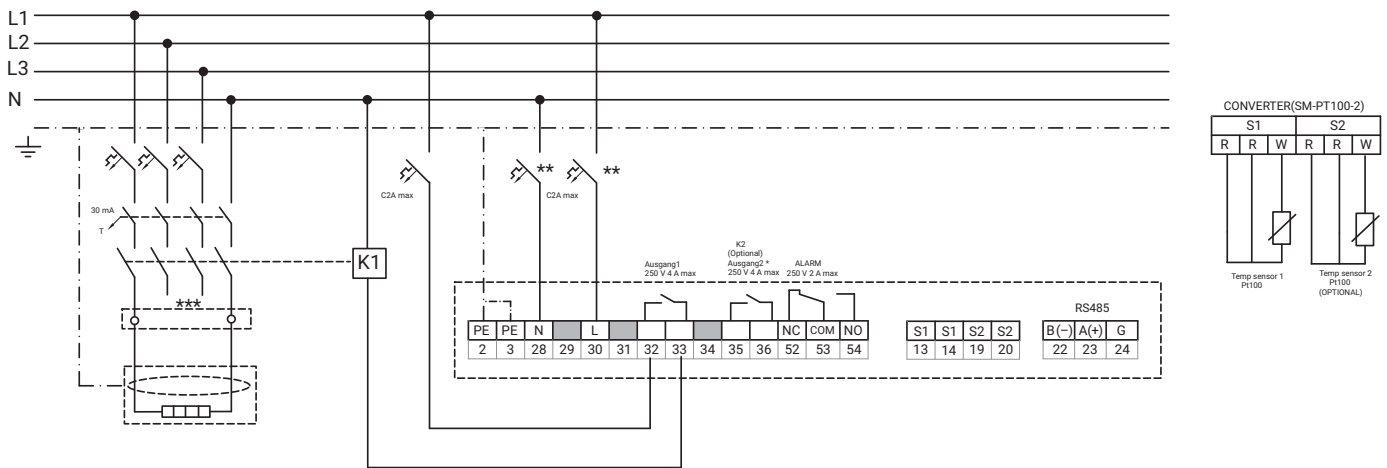 L1
L2
L3
N
30 mA
T
***
K1
C2A max
**
C2A max
**
Ausgang1
250 V 4 A max
K2
(Optional)
Ausgang2 *
250 V 4 A max
ALARM
250 V 2 A max
PE PE N L NC COM NO
2 3 28 29 30 31 32 33 34 35 36 52 53 54
S1 S1 S2 S2
13 14 19 20
RS485
B(−) A(+) G
22 23 24
CONVERTER(SM-PT100-2)
S1 S2
R R W R R W
Temp sensor 1
Pt100
Temp sensor 2
Pt100
(OPTIONAL)